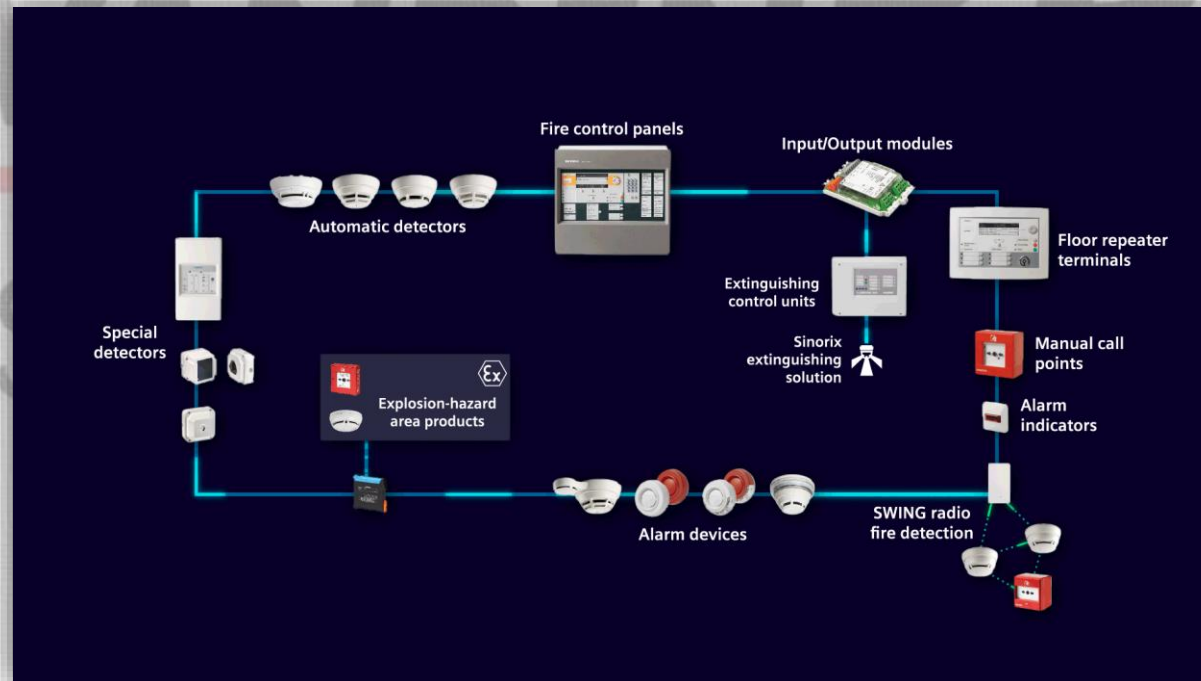 Fire control panels
Input/Output modules
Automatic detectors
Floor repeater
terminals
Extinguishing
control units
Special
detectors
Sinorix
extinguishing
solution
Manual call
points
Ex
Explosion-hazard
area products
Alarm
indicators
SWING radio
fire detection
Alarm devices